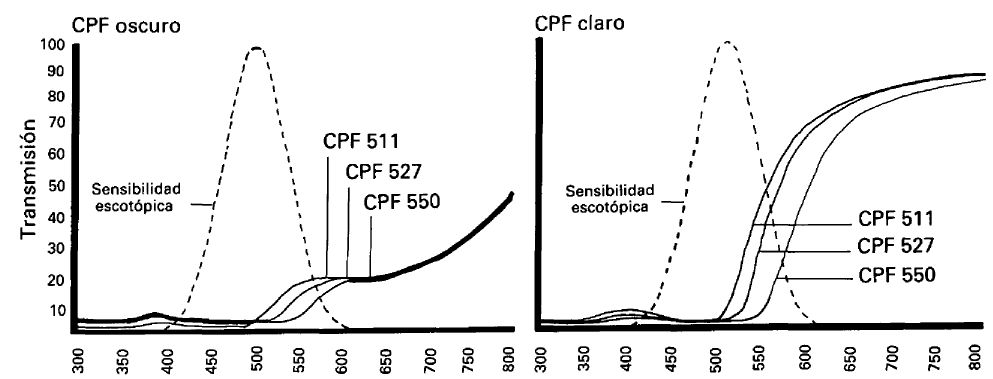 CPF oscuro
Transmisión
100
90
80
70
60
50
40
30
20
10
Sensibilidad
escotópica
CPF 511
CPF 527
CPF 550
300
350
400
450
500
550
600
650
700
750
800
CPF claro
Sensibilidad
escotópica
CPF 511
CPF 527
CPF 550
300
350
400
450
500
550
600
650
700
750
800